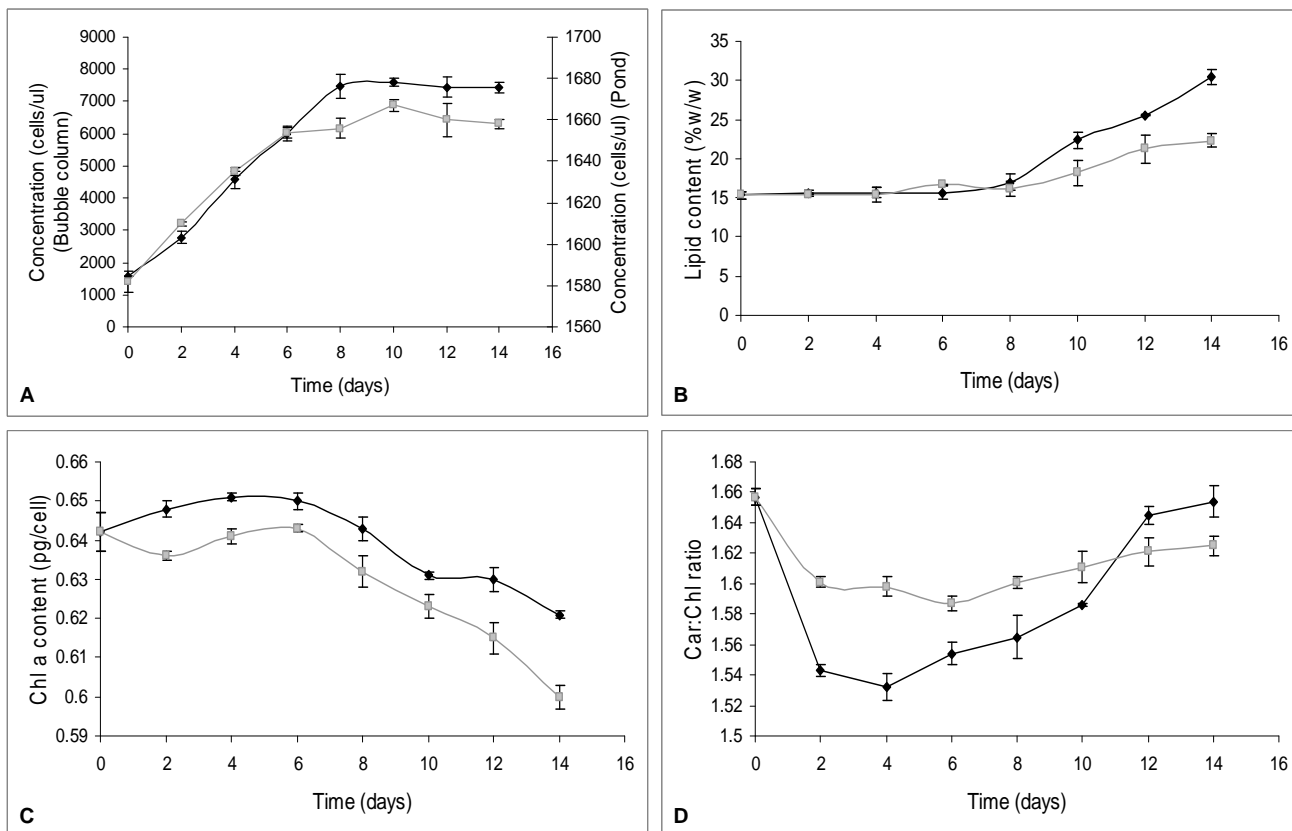 Concentration (cells/ul)
(Bubble column)
9000
8000
7000
6000
5000
4000
3000
2000
1000
0
1700
1680
1660
1640
1620
1600
1580
1560
Concentration (cells/ul) (Pond)
0 2 4 6 8 10 12 14 16
Time (days)
A
Lipid content (%w/w)
35
30
25
20
15
10
5
0
0 2 4 6 8 10 12 14 16
Time (days)
B
Chl a content (pg/cell)
0.66
0.65
0.64
0.63
0.62
0.61
0.6
0.59
0 2 4 6 8 10 12 14 16
Time (days)
C
Car:Chl ratio
1.68
1.66
1.64
1.62
1.6
1.58
1.56
1.54
1.52
1.5
0 2 4 6 8 10 12 14 16
Time (days)
D